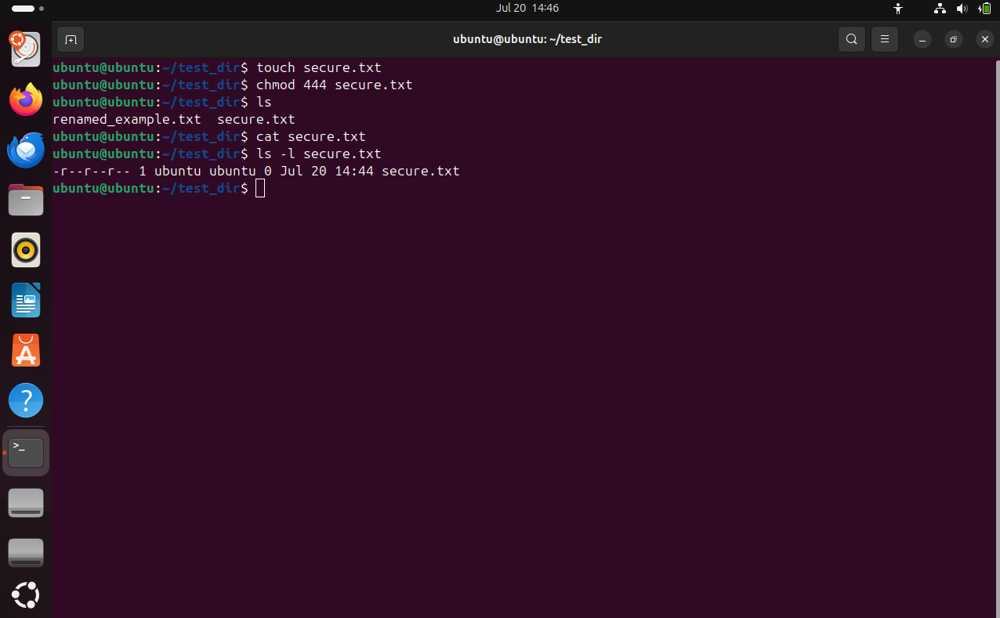 Jul 20 14:46
ubuntu@ubuntu: ~/test_dir
ubuntu@ubuntu:~/test_dir$ touch secure.txt
ubuntu@ubuntu:~/test_dir$ chmod 444 secure.txt
ubuntu@ubuntu:~/test_dir$ ls
renamed_example.txt  secure.txt
ubuntu@ubuntu:~/test_dir$ cat secure.txt
ubuntu@ubuntu:~/test_dir$ ls -l secure.txt
-r--r--r-- 1 ubuntu ubuntu 0 Jul 20 14:44 secure.txt
ubuntu@ubuntu:~/test_dir$